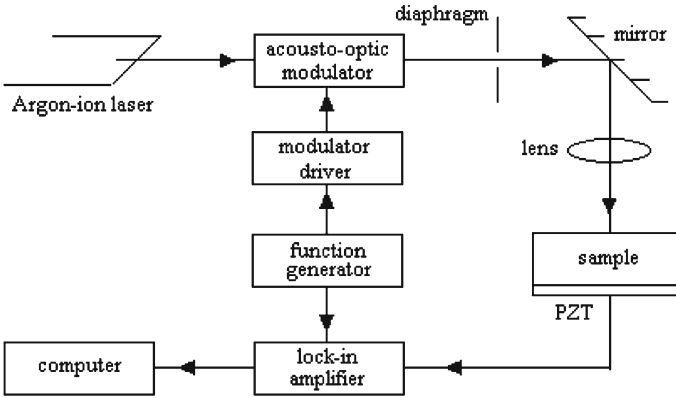 diaphragm
mirror
acousto-optic
modulator
Argon-ion laser
modulator
driver
lens
function
generator
sample
PZT
computer
lock-in
amplifier